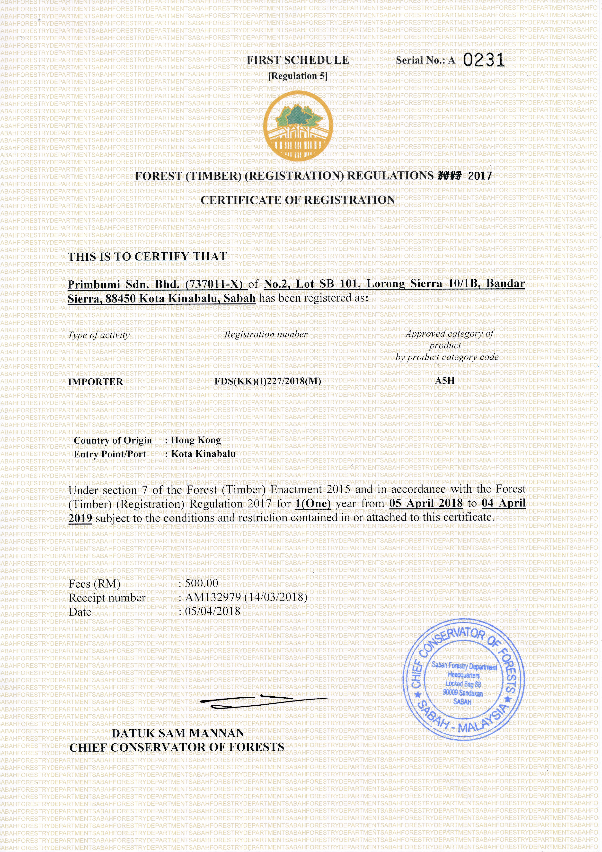 FIRST SCHEDULE
Serial No.: A 0231
[Regulation 5]
FOREST (TIMBER) (REGISTRATION) REGULATIONS 2017
CERTIFICATE OF REGISTRATION
THIS IS TO CERTIFY THAT
Primbumi Sdn. Bhd. (737011-X) of No.2, Lot SB 101, Lorong Sierra 10/1B, Bandar
Sierra, 88450 Kota Kinabalu, Sabah has been registered as:
Type of activity
Registration number
Approved category of
product
by product category code
IMPORTER
FDS(KK)(I)227/2018(M)
A5H
Country of Origin : Hong Kong
Entry Point/Port : Kota Kinabalu
Under section 7 of the Forest (Timber) Enactment 2015 and in accordance with the Forest
(Timber) (Registration) Regulation 2017 for 1(One) year from 05 April 2018 to 04 April
2019 subject to the conditions and restriction contained in or attached to this certificate.
Fees (RM) : 500.00
Receipt number : AM132979 (14/03/2018)
Date : 05/04/2018
CHIEF CONSERVATOR OF FORESTS
Sabah Forestry Department
Headquarters
Locked Bag 68
90009 Sandakan
SABAH
SABAH - MALAYSIA
DATUK SAM MANNAN
CHIEF CONSERVATOR OF FORESTS